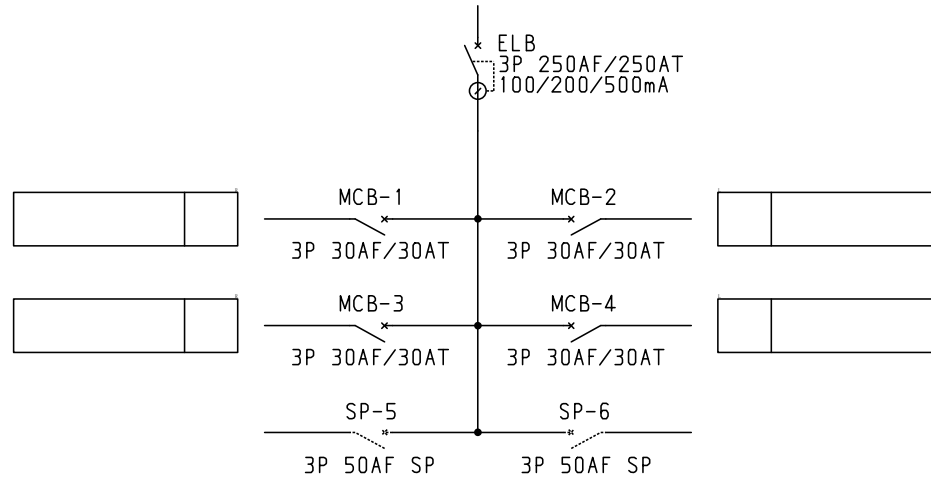 ELB
3P 250AF/250AT
100/200/500mA
MCB-1
MCB-2
3P 30AF/30AT
3P 30AF/30AT
MCB-3
MCB-4
3P 30AF/30AT
3P 30AF/30AT
SP-5
SP-6
3P 50AF SP
3P 50AF SP